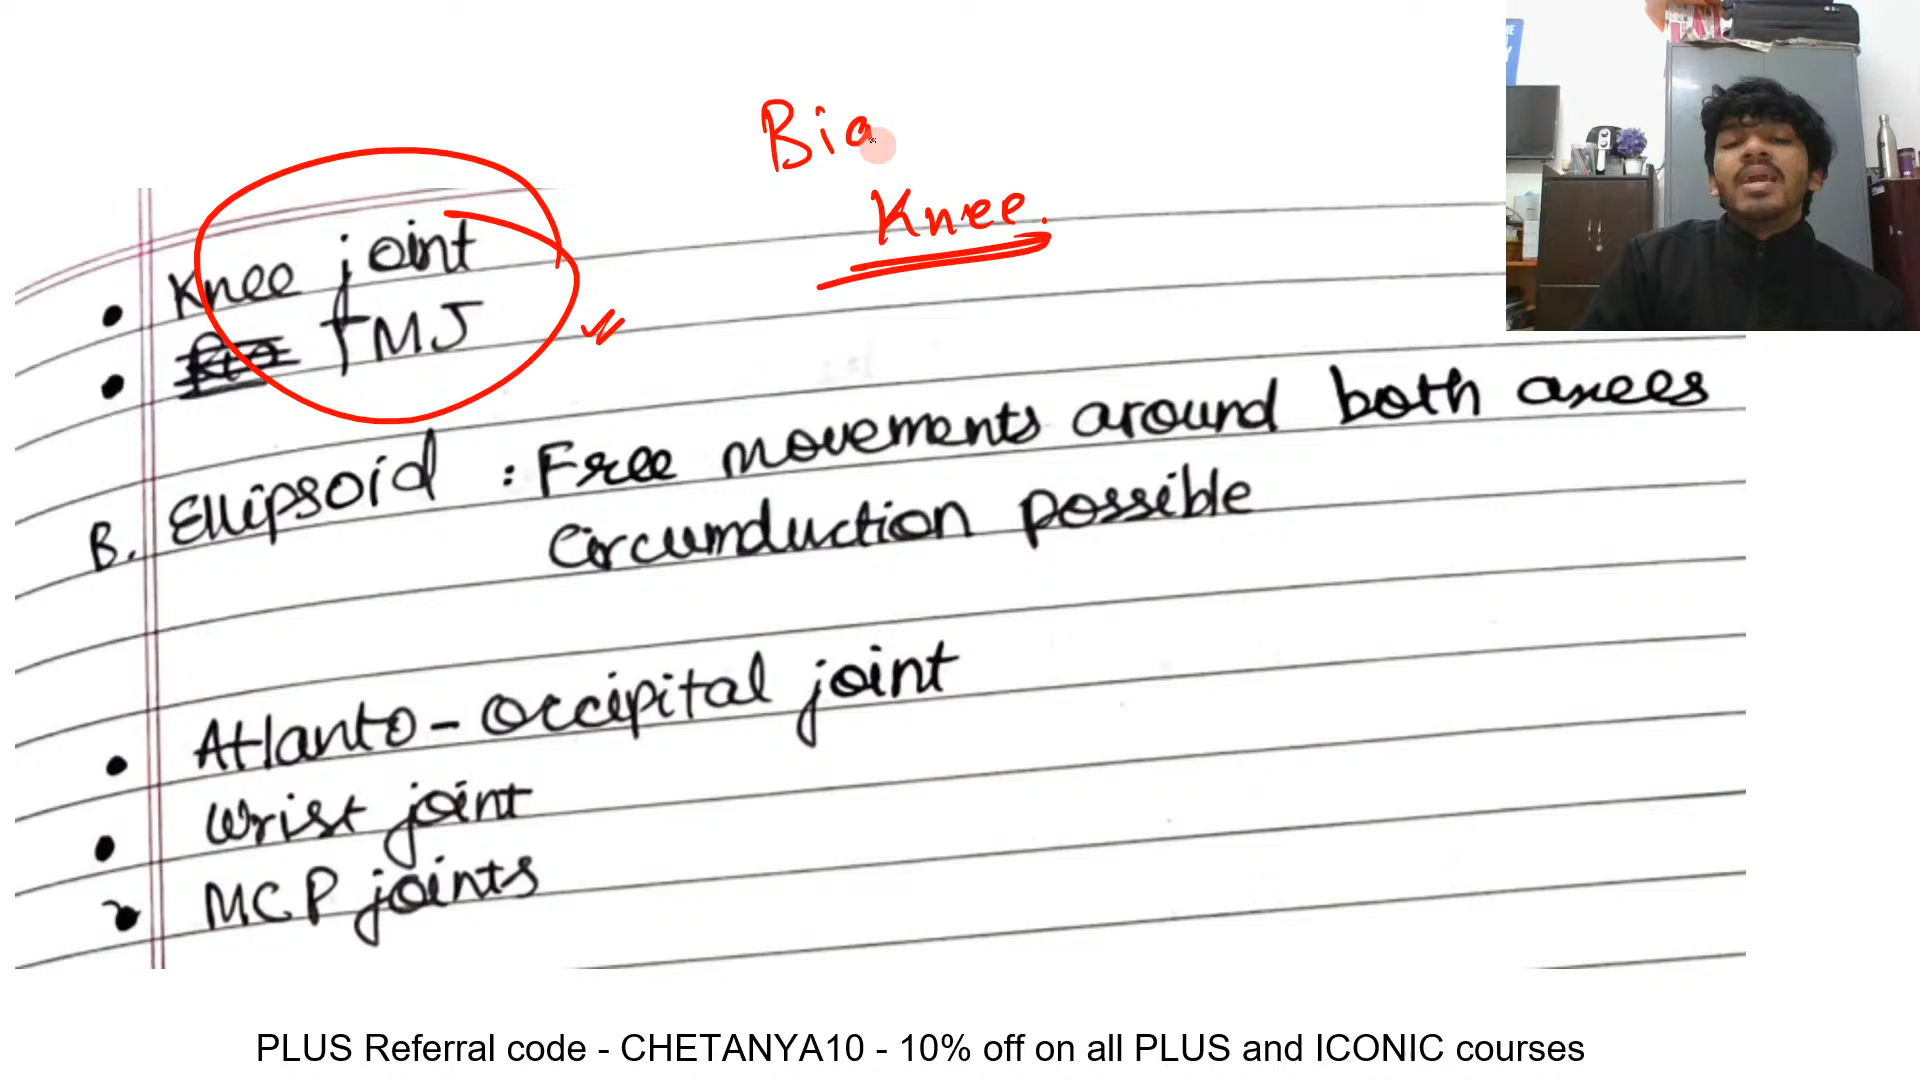 Bia
Knee.
Knee joint
TMJ
B. Ellipsoid : Free movements around both axees
Circumduction possible
Atlanto-occipital joint
Wrist joint
MCP joints
PLUS Referral code - CHETANYA10 - 10% off on all PLUS and ICONIC courses